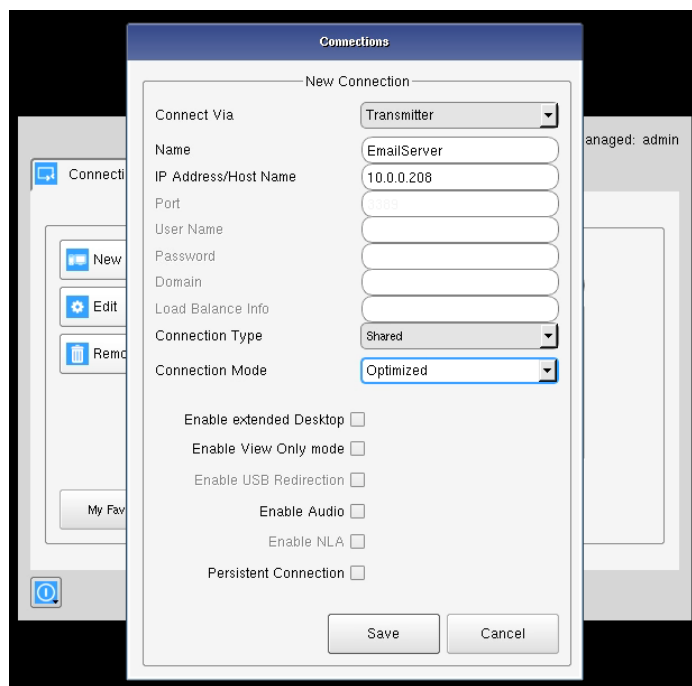 Connections
New Connection
Connect Via Transmitter
anaged: admin
Name EmailServer
Connecti
IP Address/Host Name 10.0.0.208
Port 3389
User Name
Password
New
Domain
Edit
Load Balance Info
Connection Type Shared
Remo
Connection Mode Optimized
Enable extended Desktop
Enable View Only mode
Enable USB Redirection
My Fav
Enable Audio
Enable NLA
Persistent Connection
Save Cancel